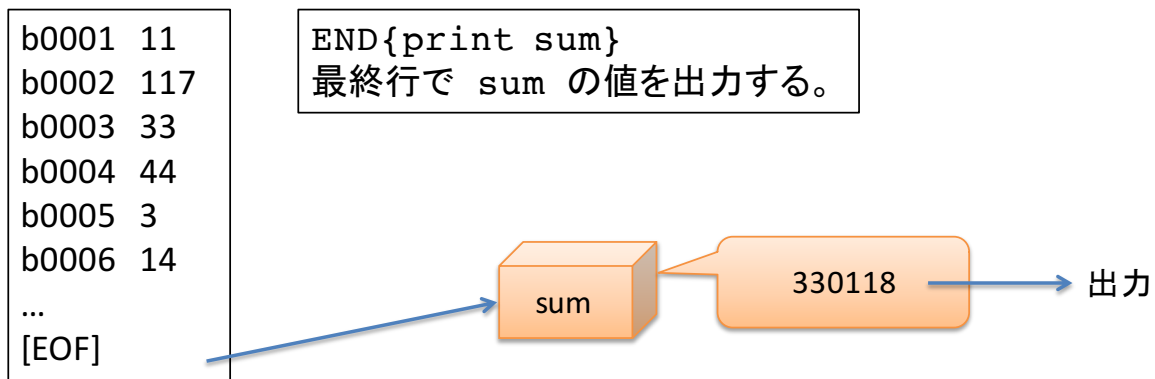 b0001 11
b0002 117
b0003 33
b0004 44
b0005 3
b0006 14
…
[EOF]
END{print sum}
最終行で sum の値を出力する。
sum
330118
出力